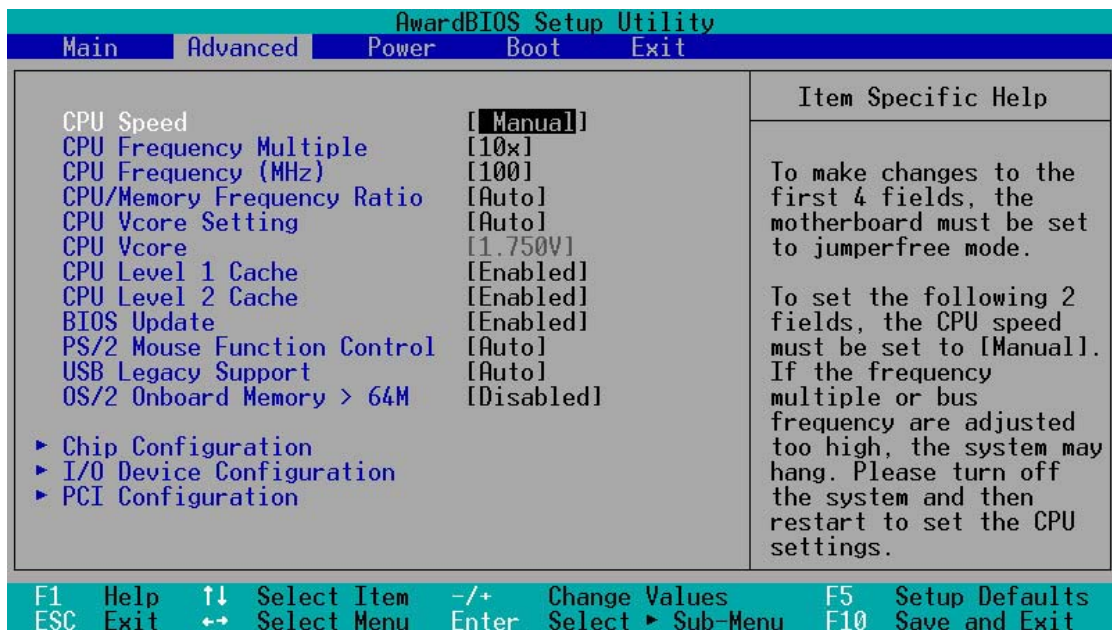 AwardBIOS Setup Utility
Main Advanced Power Boot Exit
CPU Speed [ Manual]
CPU Frequency Multiple [10x]
CPU Frequency (MHz) [100]
CPU/Memory Frequency Ratio [Auto]
CPU Vcore Setting [Auto]
CPU Vcore [1.750V]
CPU Level 1 Cache [Enabled]
CPU Level 2 Cache [Enabled]
BIOS Update [Enabled]
PS/2 Mouse Function Control [Auto]
USB Legacy Support [Auto]
OS/2 Onboard Memory > 64M [Disabled]
► Chip Configuration
► I/O Device Configuration
► PCI Configuration
Item Specific Help
To make changes to the
first 4 fields, the
motherboard must be set
to jumperfree mode.
To set the following 2
fields, the CPU speed
must be set to [Manual].
If the frequency
multiple or bus
frequency are adjusted
too high, the system may
hang. Please turn off
the system and then
restart to set the CPU
settings.
F1 Help ↑↓ Select Item -/+ Change Values F5 Setup Defaults
ESC Exit ←→ Select Menu Enter Select ► Sub-Menu F10 Save and Exit